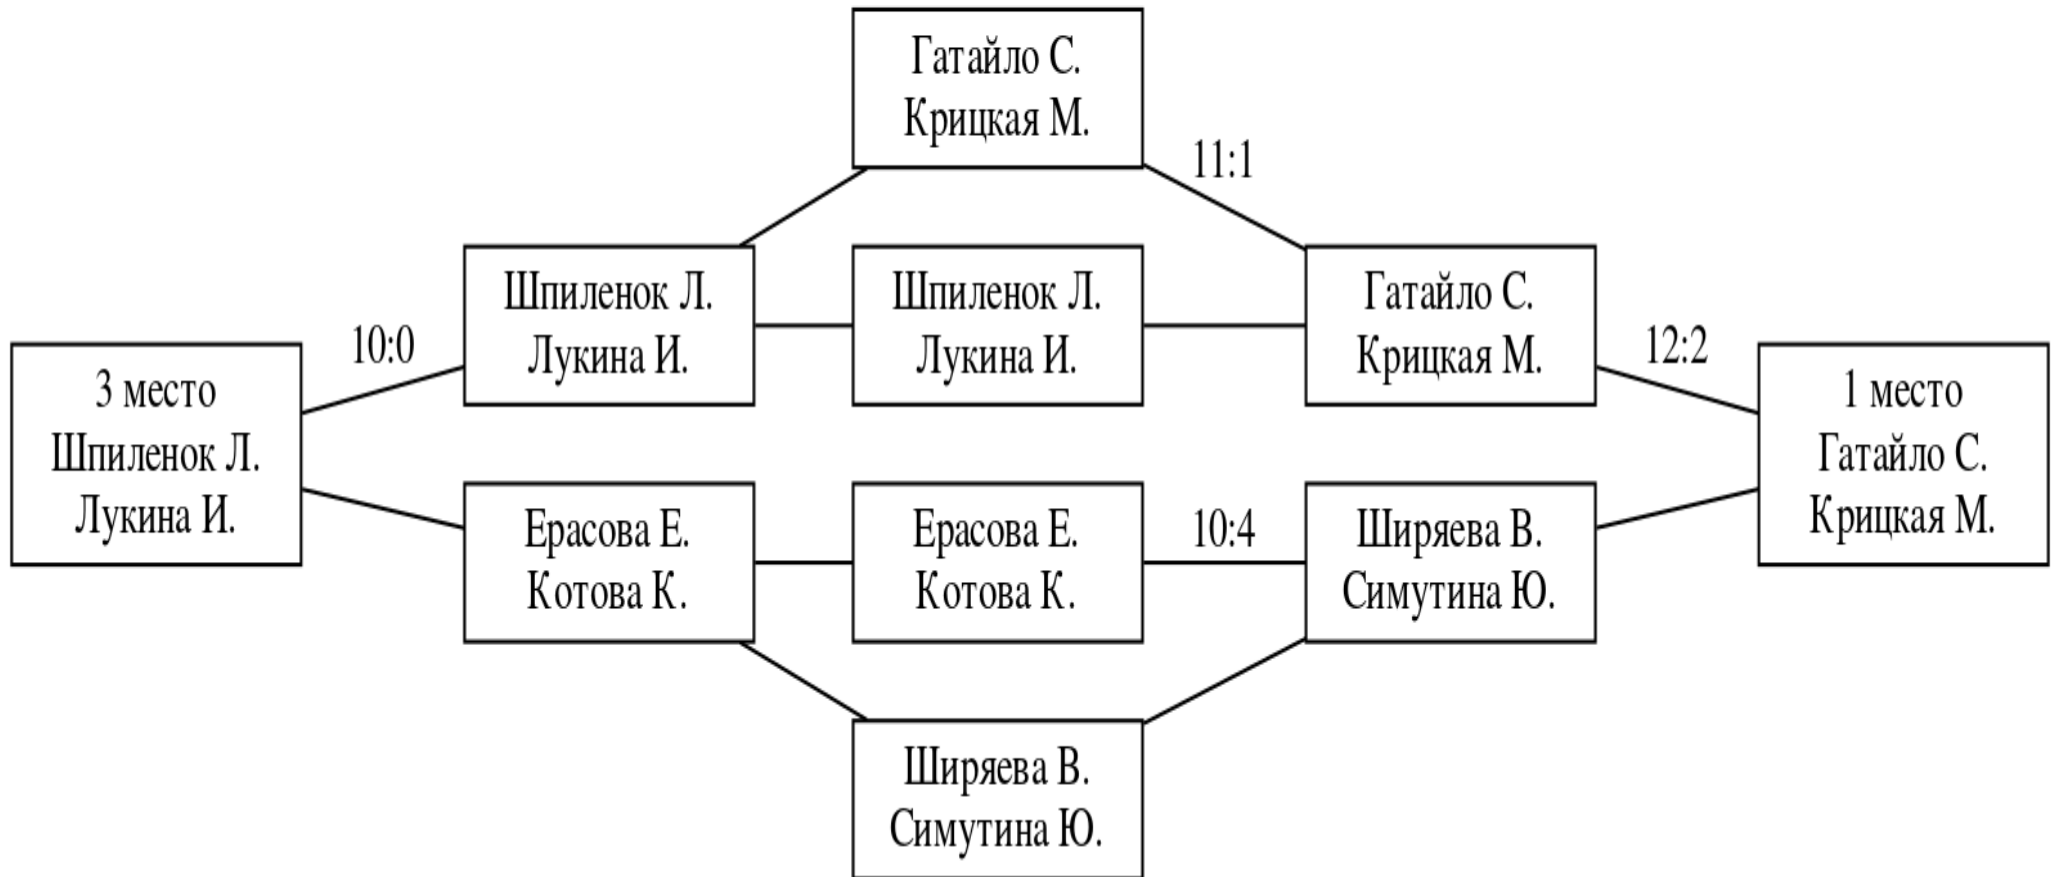 Гатайло С.
Крицкая М.
11:1
Шпиленок Л.
Лукина И.
Шпиленок Л.
Лукина И.
Гатайло С.
Крицкая М.
10:0
12:2
3 место
Шпиленок Л.
Лукина И.
1 место
Гатайло С.
Крицкая М.
Ерасова Е.
Котова К.
Ерасова Е.
Котова К.
10:4
Ширяева В.
Симутина Ю.
Ширяева В.
Симутина Ю.